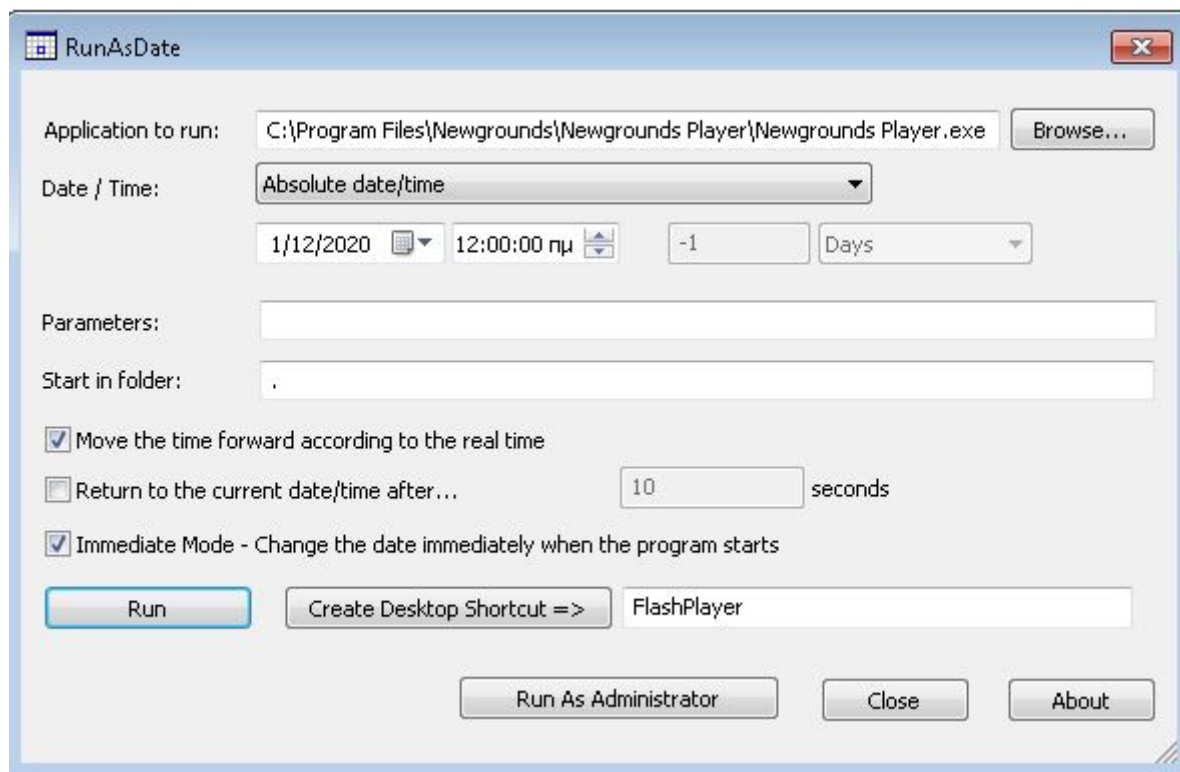 RunAsDate
Application to run: C:\Program Files\Newgrounds\Newgrounds Player\Newgrounds Player.exe Browse...
Date / Time: Absolute date/time
1/12/2020 12:00:00 πμ -1 Days
Parameters:
Start in folder: .
Move the time forward according to the real time
Return to the current date/time after... 10 seconds
Immediate Mode - Change the date immediately when the program starts
Run Create Desktop Shortcut => FlashPlayer
Run As Administrator Close About